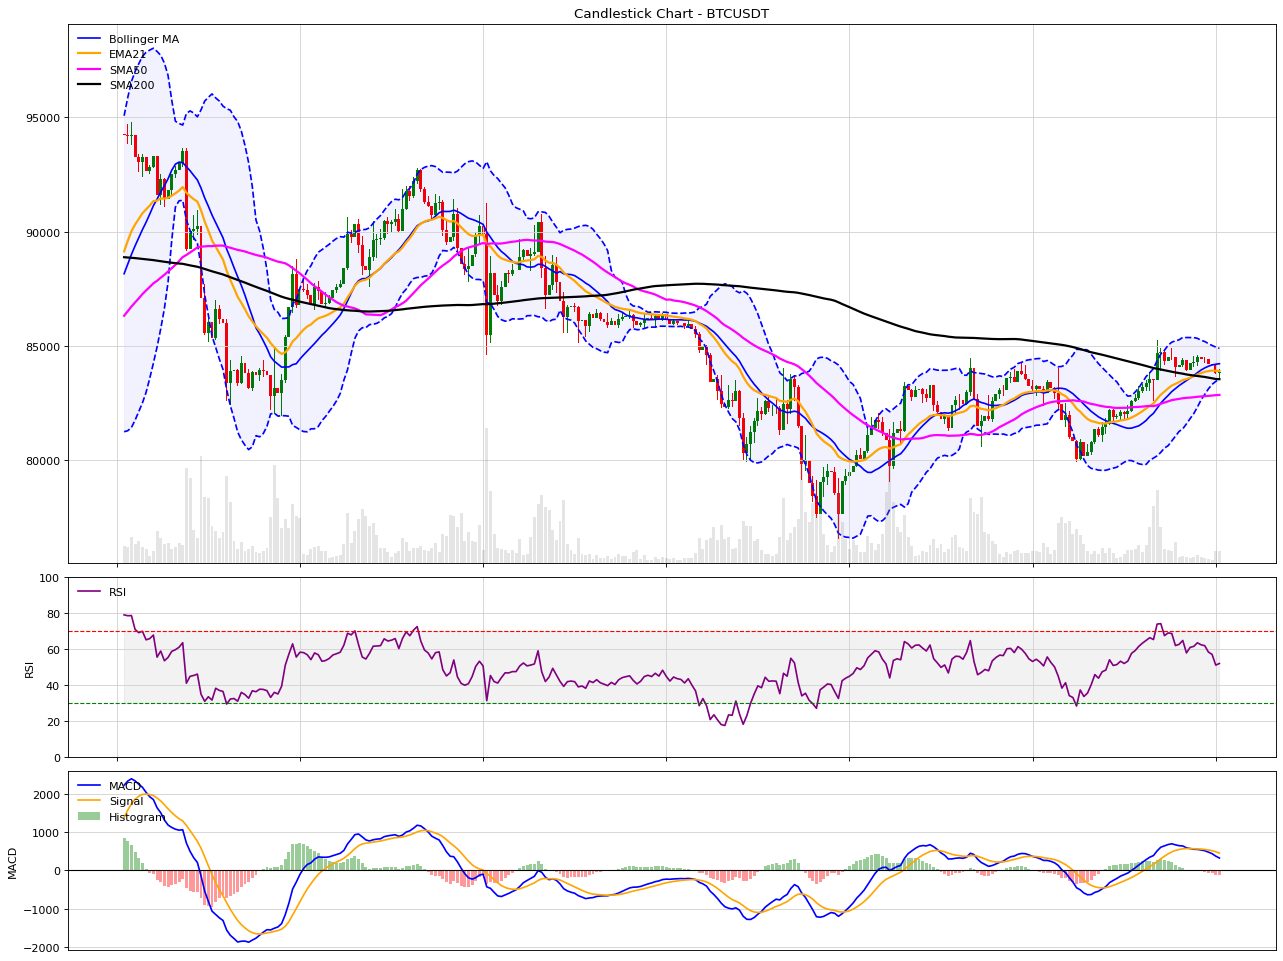 Candlestick Chart - BTCUSDT
Bollinger MA
EMA21
SMA50
SMA200
95000
90000
85000
80000
RSI
100
80
60
40
20
0
RSI
MACD
Signal
Histogram
2000
1000
0
−1000
−2000
MACD